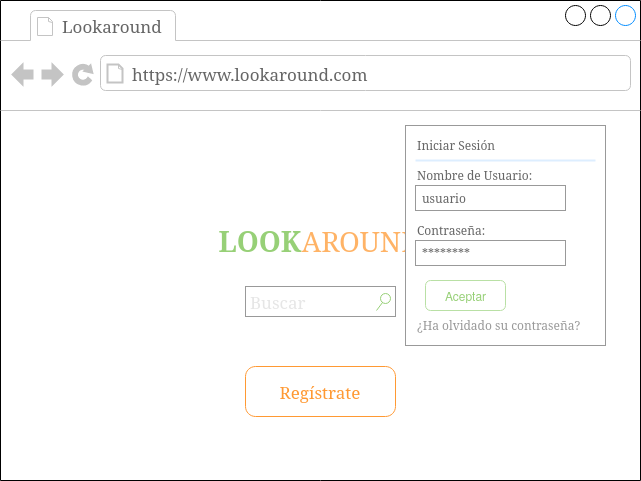 Lookaround
https://www.lookaround.com
Iniciar Sesión
Nombre de Usuario:
usuario
Contraseña:
********
Aceptar
¿Ha olvidado su contraseña?
LOOKAROUN
Buscar
Regístrate